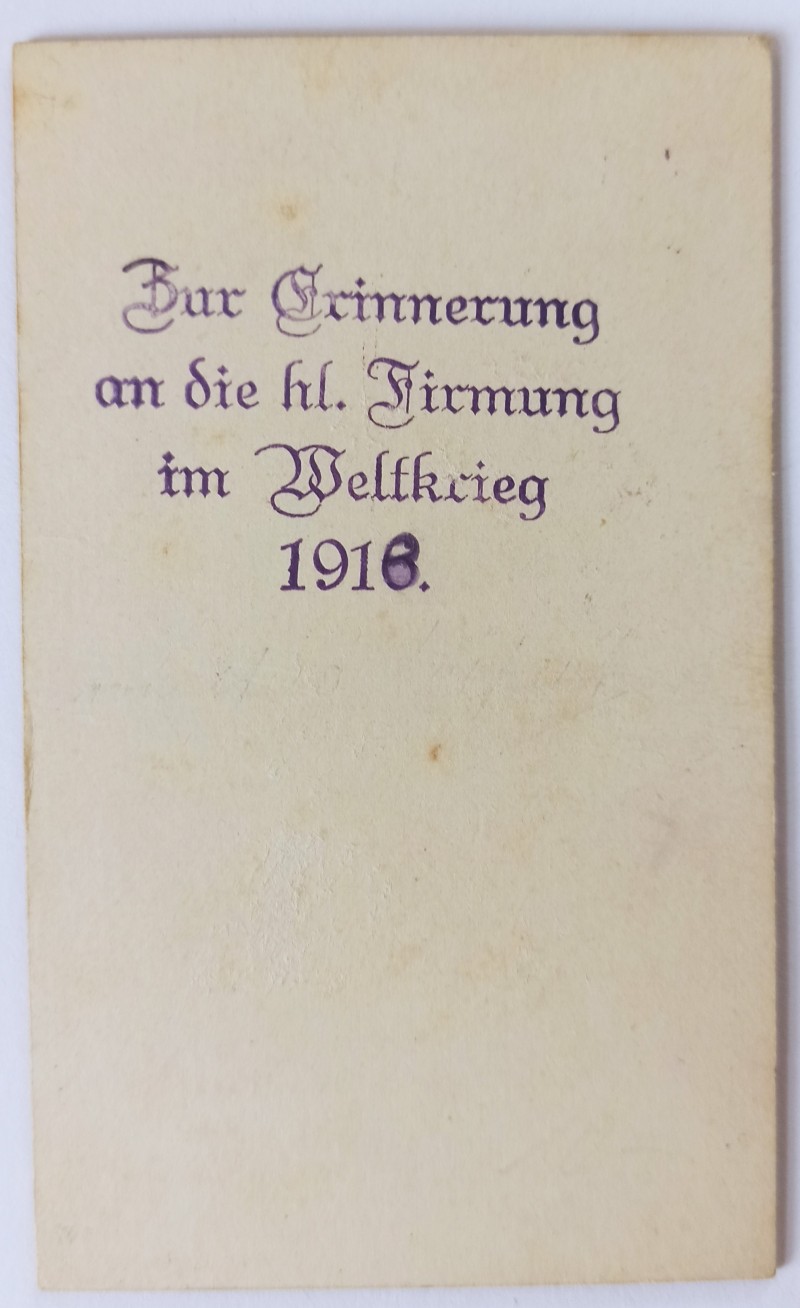 Zur Erinnerung
an die hl. Firmung
im Weltkrieg
1916.